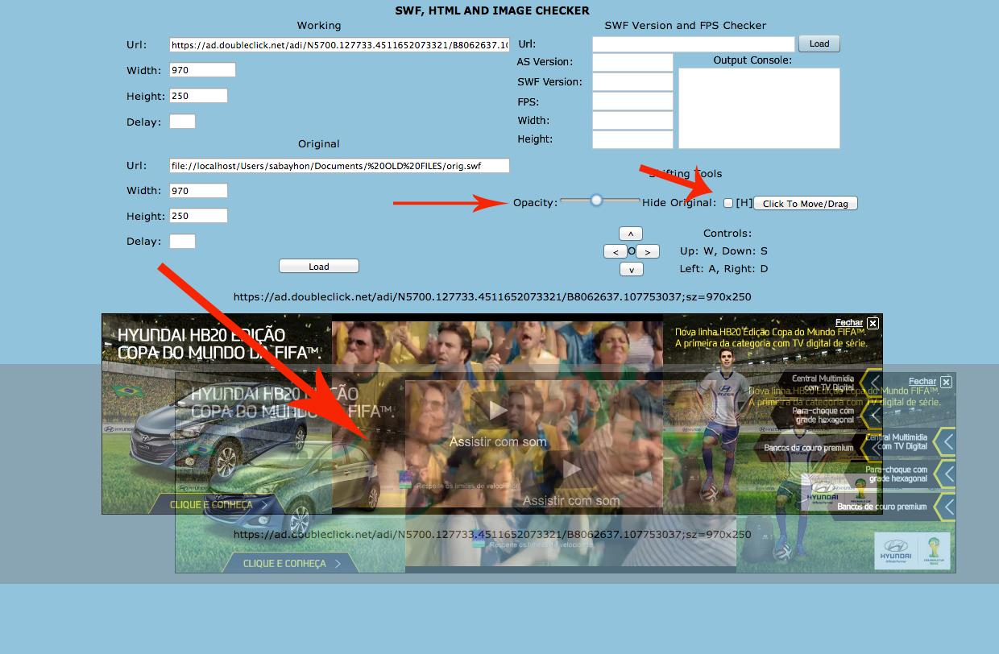 SWF, HTML AND IMAGE CHECKER
Working
Url: https://ad.doubleclick.net/adi/N5700.127733.4511652073321/B8062637.1(
Width: 970
Height: 250
Delay:
Original
Url: file://localhost/Users/sabayhon/Documents/%20OLD%20FILES/orig.swf
Width: 970
Height: 250
Delay:
Load
SWF Version and FPS Checker
Url: Load
AS Version:
Output Console:
SWF Version:
FPS:
Width:
Height:
Shifting Tools
Opacity: Hide Original: [H] Click To Move/Drag
^
< O >
v
Controls:
Up: W, Down: S
Left: A, Right: D
https://ad.doubleclick.net/adi/N5700.127733.4511652073321/B8062637.107753037;sz=970x250
HYUNDAI HB20 EDIÇÃO
COPA DO MUNDO DA FIFA™.
Fechar
Nova linha HB20 Edição Copa do Mundo FIFA™.
A primeira da categoria com TV digital de série.
Central Multimidia
com TV Digital
Para-choque com
grade hexagonal
Bancos de couro premium
Assistir com som
Respeite os limites de velocidade
CLIQUE E CONHEÇA
HYUNDAI
HYUNDAI HB20 EDIÇÃO
COPA DO MUNDO DA FIFA™.
Fechar
Nova linha HB20 Edição Copa do Mundo FIFA™.
A primeira da categoria com TV digital de série.
Central Multimidia
com TV Digital
Para-choque com
grade hexagonal
Bancos de couro premium
Assistir com som
https://ad.doubleclick.net/adi/N5700.127733.4511652073321/B8062637.107753037;sz=970x250
Respeite os limites de velocidade
CLIQUE E CONHEÇA
HYUNDAI